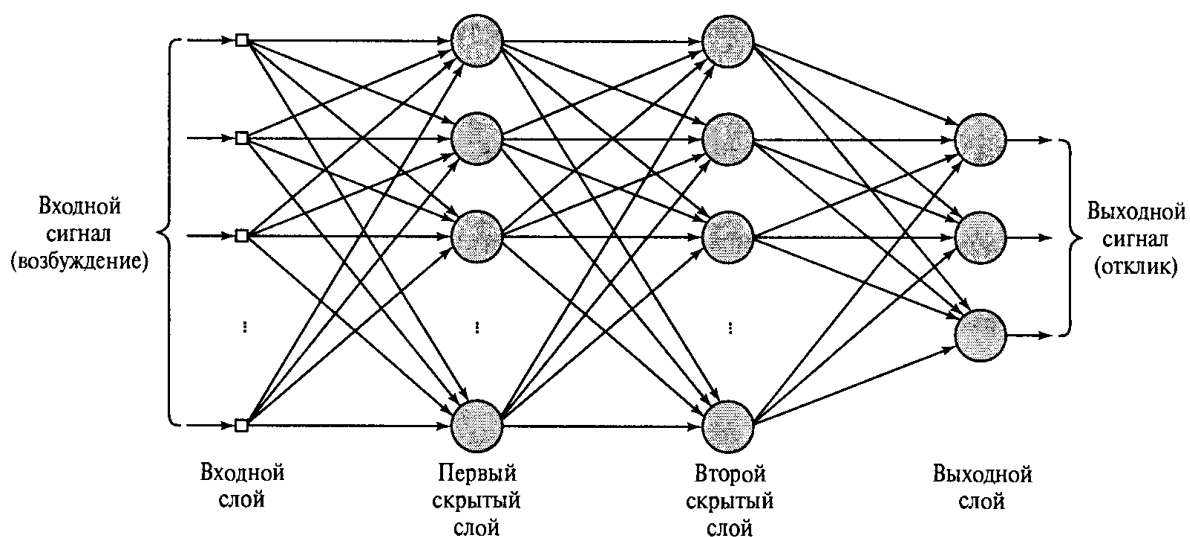 Входной
сигнал
(возбуждение)
Выходной
сигнал
(отклик)
Входной
слой
Первый
скрытый
слой
Второй
скрытый
слой
Выходной
слой